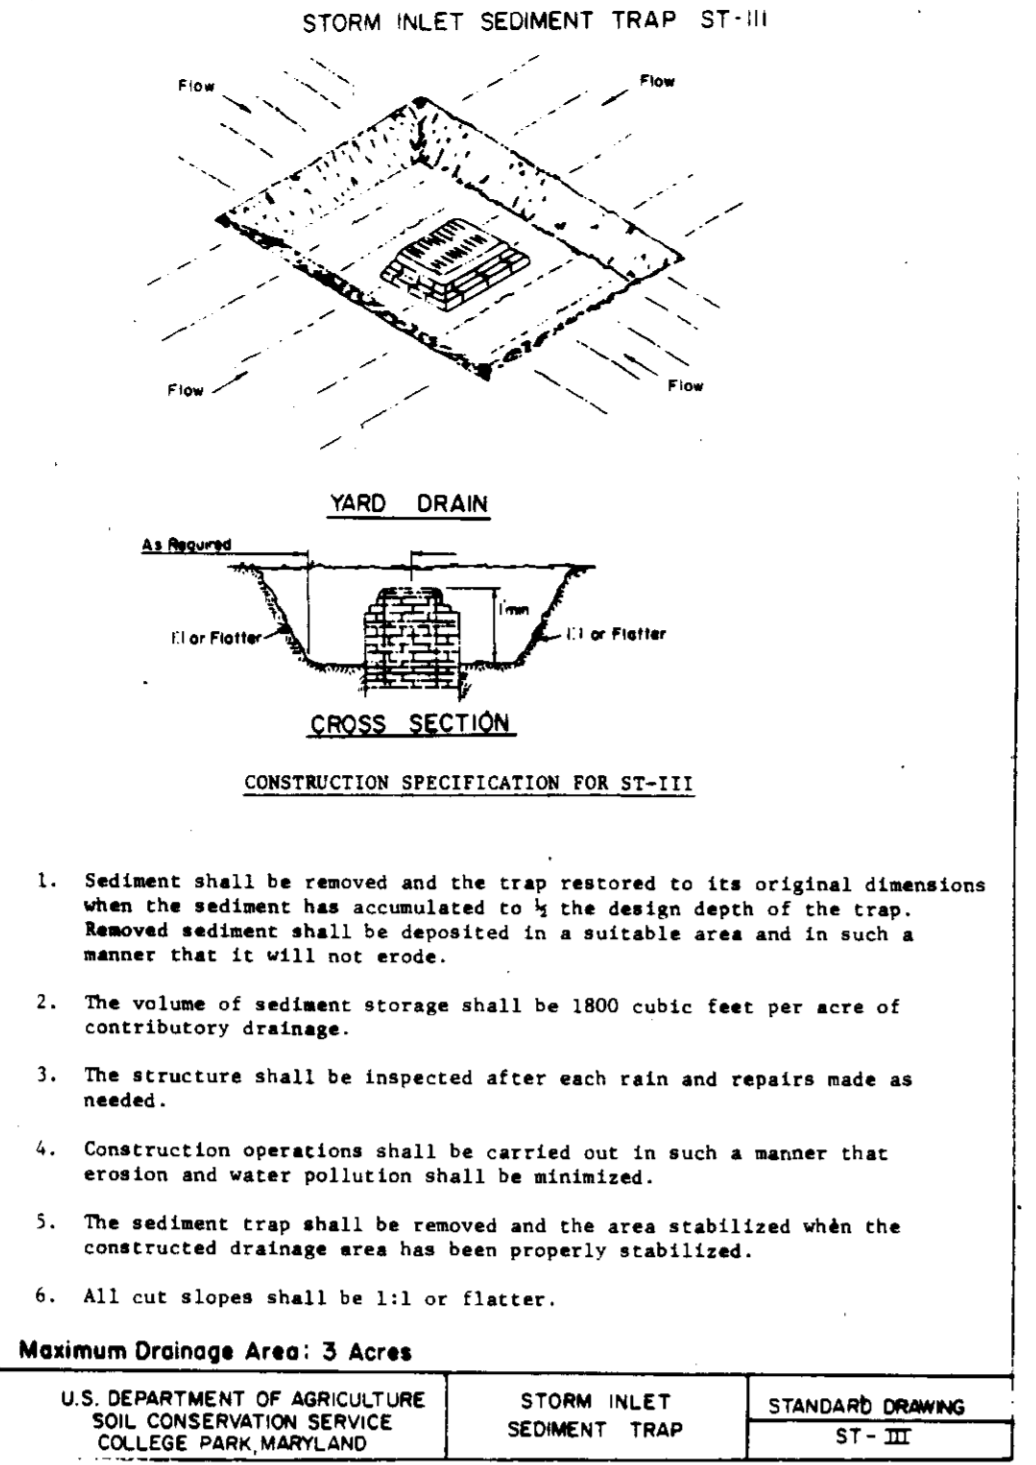 STORM INLET SEDIMENT TRAP ST-III
Flow
Flow
Flow
Flow
YARD DRAIN
As Required
1' min
1:1 or Flatter
1:1 or Flatter
CROSS SECTION
CONSTRUCTION SPECIFICATION FOR ST-III
1. Sediment shall be removed and the trap restored to its original dimensions
when the sediment has accumulated to ½ the design depth of the trap.
Removed sediment shall be deposited in a suitable area and in such a
manner that it will not erode.
2. The volume of sediment storage shall be 1800 cubic feet per acre of
contributory drainage.
3. The structure shall be inspected after each rain and repairs made as
needed.
4. Construction operations shall be carried out in such a manner that
erosion and water pollution shall be minimized.
5. The sediment trap shall be removed and the area stabilized when the
constructed drainage area has been properly stabilized.
6. All cut slopes shall be 1:1 or flatter.
Maximum Drainage Area: 3 Acres
U.S. DEPARTMENT OF AGRICULTURE
SOIL CONSERVATION SERVICE
COLLEGE PARK, MARYLAND
STORM INLET
SEDIMENT TRAP
STANDARD DRAWING
ST-III